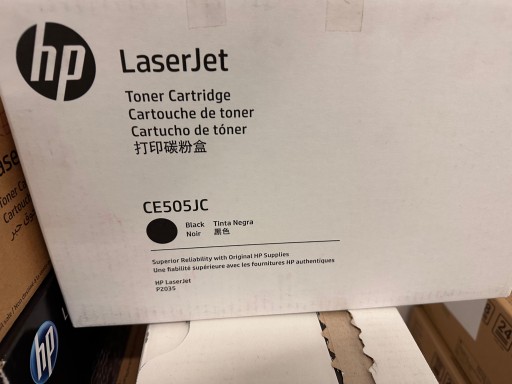 hp
LaserJet
Toner Cartridge
Cartouche de toner
Cartucho de tóner
打印碳粉盒
CE505JC
Black Tinta Negra
Noir 黑色
Superior Reliability with Original HP Supplies
Une fiabilité supérieure avec les fournitures HP authentiques
HP LaserJet
P2035
hp
24